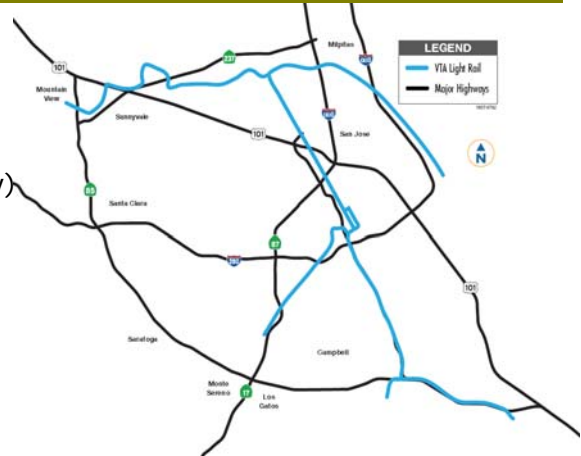 LEGEND
VTA Light Rail
Major Highways
N
Milpitas
237
680
101
Mountain
View
Sunnyvale
101
880
San Jose
y)
85
Santa Clara
87
280
101
Saratoga
Campbell
Monte
Sereno
17
Los
Gatos